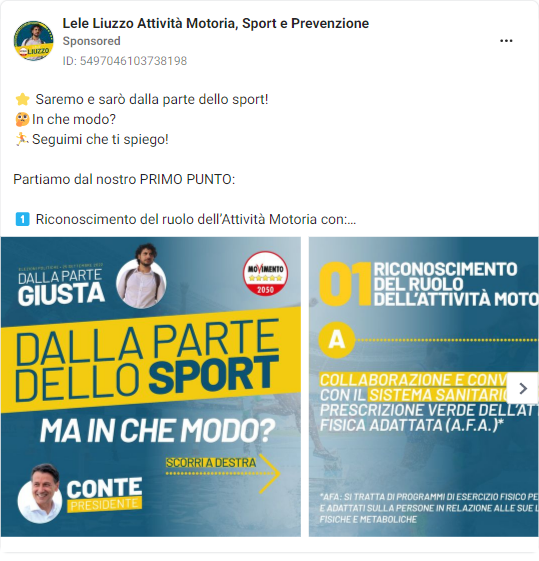 Lele Liuzzo Attività Motoria, Sport e Prevenzione
Sponsored
ID: 5497046103738198
⭐ Saremo e sarò dalla parte dello sport!
🤔In che modo?
🏃Seguimi che ti spiego!
Partiamo dal nostro PRIMO PUNTO:
1️⃣ Riconoscimento del ruolo dell'Attività Motoria con:...
DALLA PARTE
GIUSTA
MOVIMENTO
2050
DALLA PARTE
DELLO SPORT
MA IN CHE MODO?
SCORRI A DESTRA
CONTE
PRESIDENTE
01 RICONOSCIMENTO
DEL RUOLO
DELL'ATTIVITÀ MOTO
A
COLLABORAZIONE E CONV
CON IL SISTEMA SANITARIO
PRESCRIZIONE VERDE DELL'ATT
FISICA ADATTATA (A.F.A.)*
*AFA: SI TRATTA DI PROGRAMMI DI ESERCIZIO FISICO PE
E ADATTATI SULLA PERSONA IN RELAZIONE ALLE SUE L
FISICHE E METABOLICHE